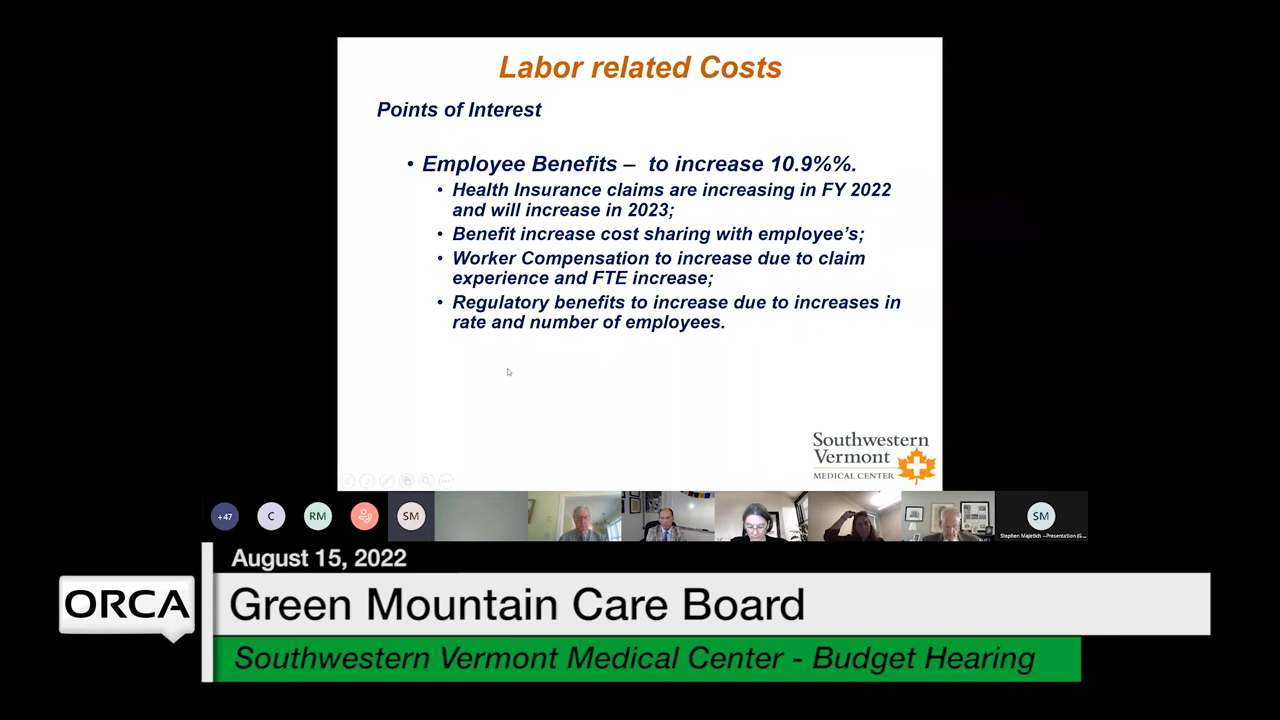 Labor related Costs
Points of Interest
• Employee Benefits – to increase 10.9%%.
• Health Insurance claims are increasing in FY 2022
and will increase in 2023;
• Benefit increase cost sharing with employee's;
• Worker Compensation to increase due to claim
experience and FTE increase;
• Regulatory benefits to increase due to increases in
rate and number of employees.
Southwestern
Vermont
MEDICAL CENTER
+47
C
RM
SM
SM
Stephen Majetich --Presentation (G...
August 15, 2022
ORCA
Green Mountain Care Board
Southwestern Vermont Medical Center - Budget Hearing